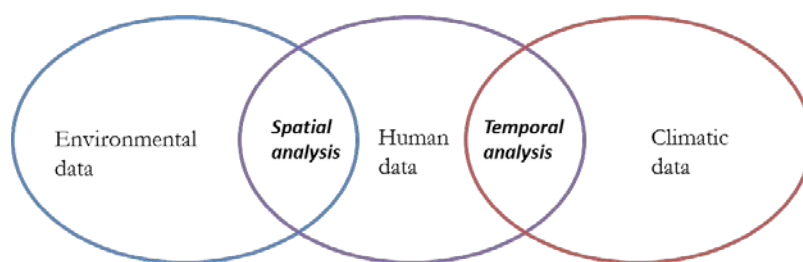 Environmental
data
Spatial
analysis
Human
data
Temporal
analysis
Climatic
data